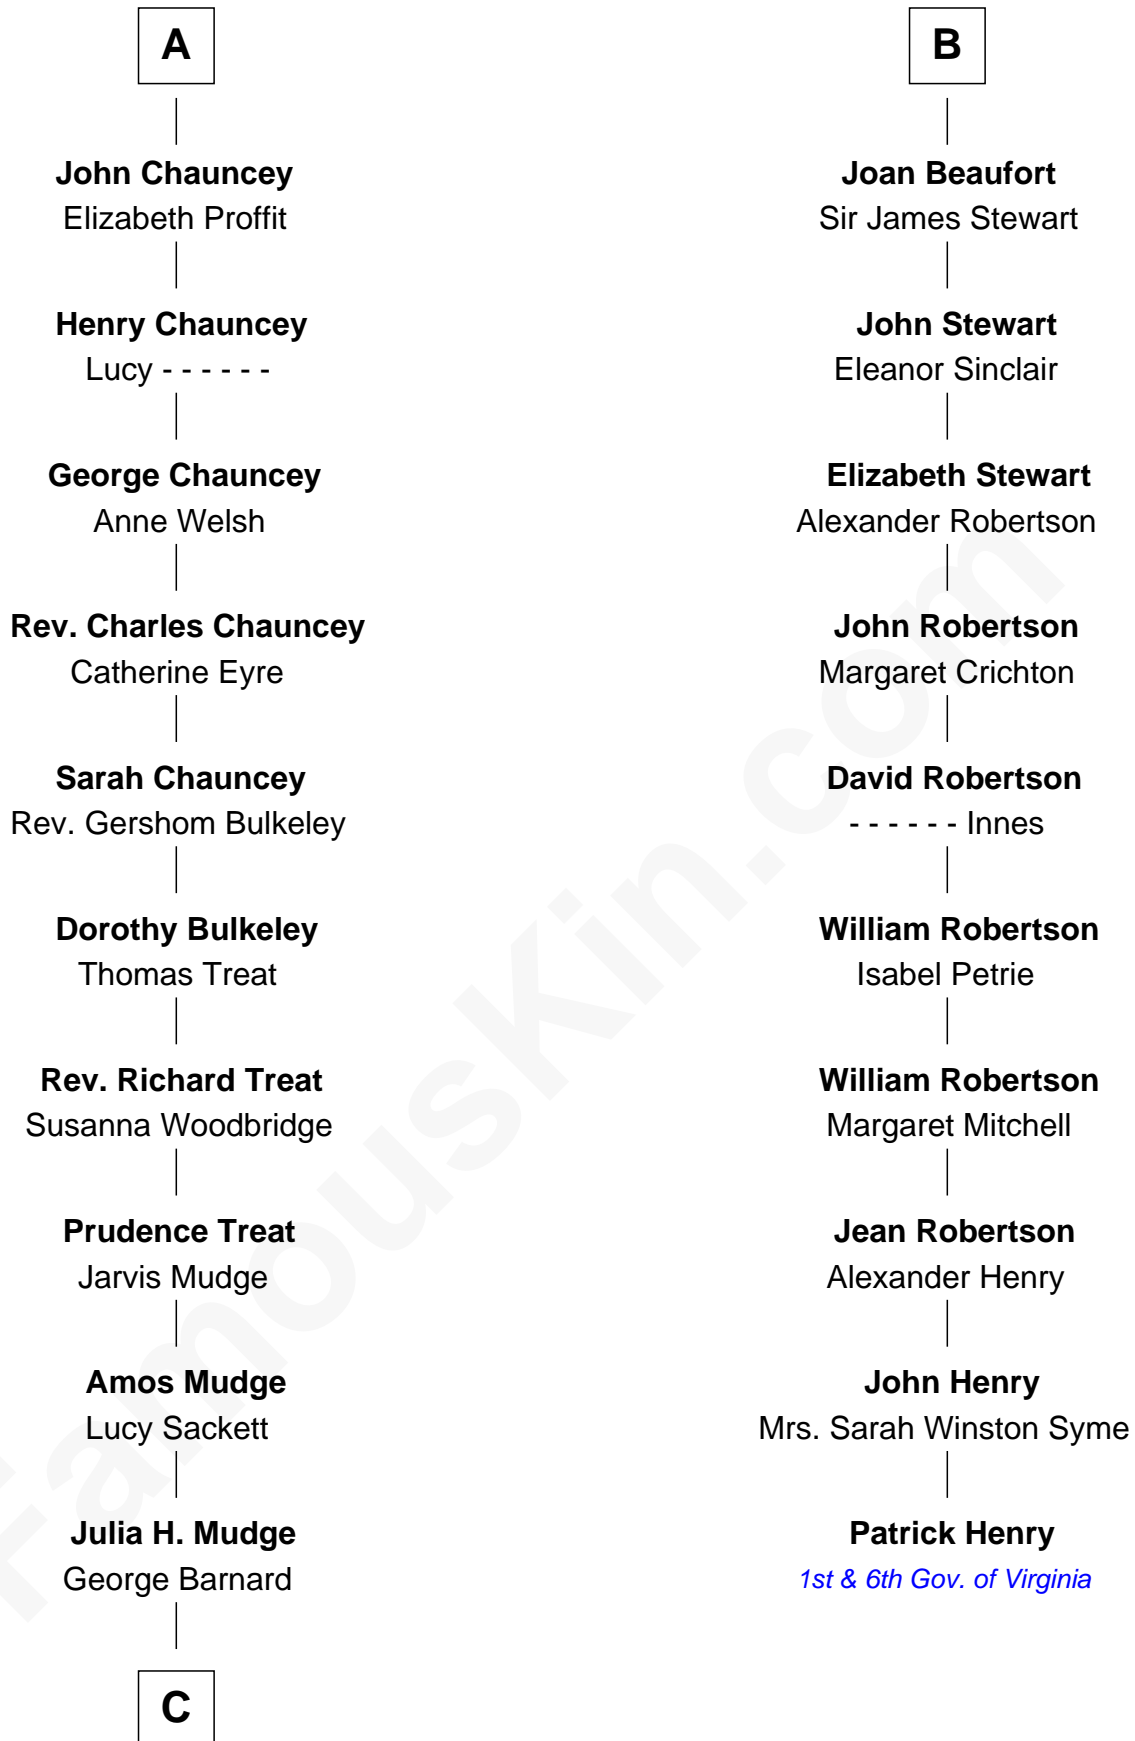 A
John Chauncey
Elizabeth Proffit
Henry Chauncey
Lucy - - - - - -
George Chauncey
Anne Welsh
Rev. Charles Chauncey
Catherine Eyre
Sarah Chauncey
Rev. Gershom Bulkeley
Dorothy Bulkeley
Thomas Treat
Rev. Richard Treat
Susanna Woodbridge
Prudence Treat
Jarvis Mudge
Amos Mudge
Lucy Sackett
Julia H. Mudge
George Barnard
C
B
Joan Beaufort
Sir James Stewart
John Stewart
Eleanor Sinclair
Elizabeth Stewart
Alexander Robertson
John Robertson
Margaret Crichton
David Robertson
- - - - - - Innes
William Robertson
Isabel Petrie
William Robertson
Margaret Mitchell
Jean Robertson
Alexander Henry
John Henry
Mrs. Sarah Winston Syme
Patrick Henry
1st & 6th Gov. of Virginia
FamousKin.com